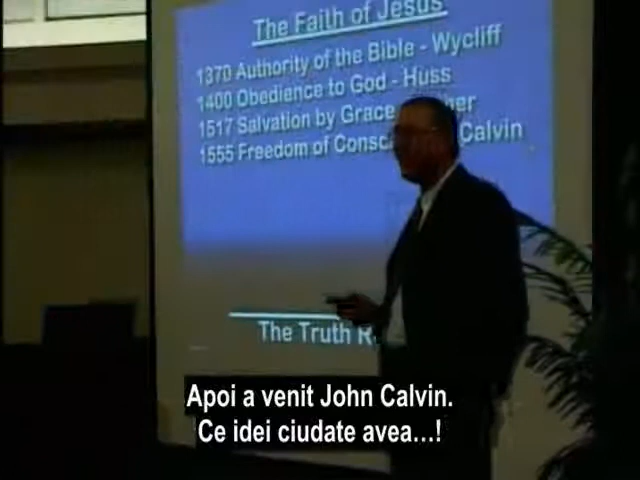 The Faith of Jesus
1370 Authority of the Bible - Wycliff
1400 Obedience to God - Huss
1517 Salvation by Grace
1555 Freedom of Calvin
The Truth
Apoi a venit John Calvin.
Ce idei ciudate avea...!